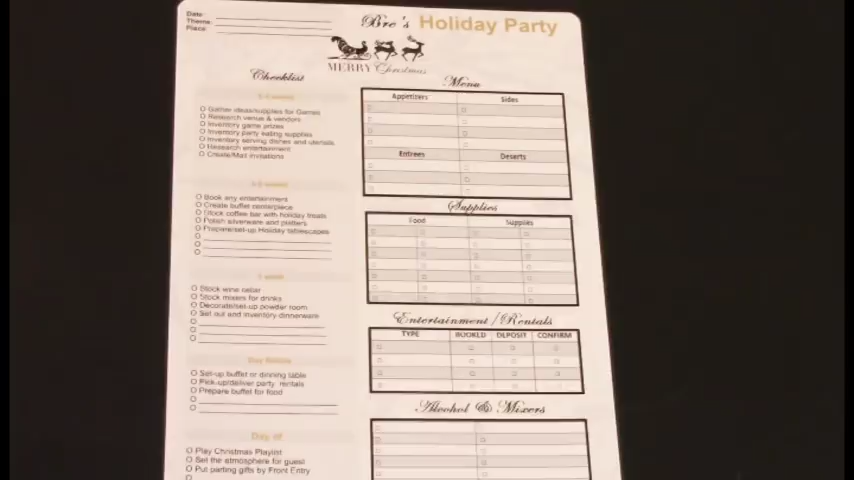 Date
Theme:
Place
Bre's Holiday Party
MERRY Christmas
Checklist
Gather ideas/supplies for Games
Research venue & vendors
Inventory game prizes
Inventory party eating supplies
Inventory serving dishes and utensils
Research entertainment
Create/Mail invitations
Book any entertainment
Create buffet centerpiece
Stock coffee bar with holiday treats
Polish silverware and platters
Prepare/set-up Holiday tablescapes
1 week
Stock wine cellar
Stock mixers for drinks
Decorate/set-up powder room
Set out and inventory dinnerware
Day Before
Set-up buffet or dinning table
Pick-up/deliver party rentals
Prepare buffet for food
Day of
Play Christmas Playlist
Set the atmosphere for guest
Put parting gifts by Front Entry
Menu
Appetizers Sides
Entrees Deserts
Supplies
Food Supplies
Entertainment/Rentals
TYPE BOOKED DEPOSIT CONFIRM
Alcohol & Mixers